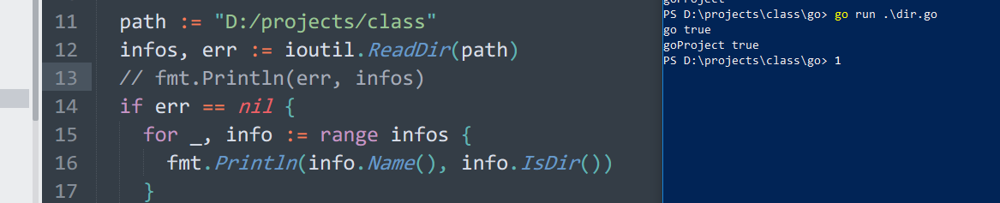 11 path := "D:/projects/class"
12 infos, err := ioutil.ReadDir(path)
13 // fmt.Println(err, infos)
14 if err == nil {
15 for _, info := range infos {
16 fmt.Println(info.Name(), info.IsDir())
17 }
PS D:\projects\class\go> go run .\dir.go
go true
goProject true
PS D:\projects\class\go> 1